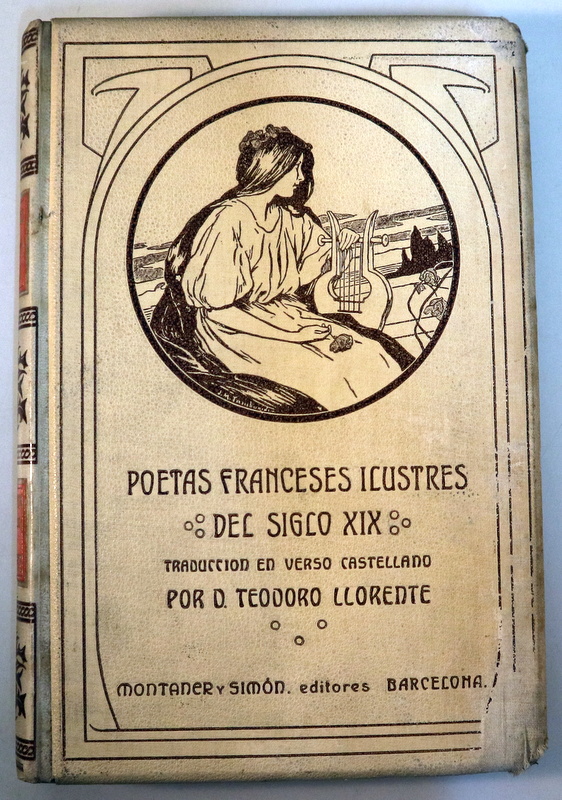 POETAS FRANCESES ILUSTRES
DEL SIGLO XIX
TRADUCCION EN VERSO CASTELLANO
POR D. TEODORO LLORENTE
MONTANER Y SIMÓN. editores BARCELONA.